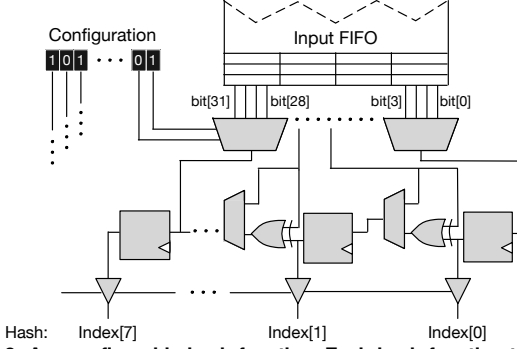 Configuration
Input FIFO
1 0 1 · · · 0 1
bit[31] bit[28] bit[3] bit[0]
Hash: Index[7] Index[1] Index[0]